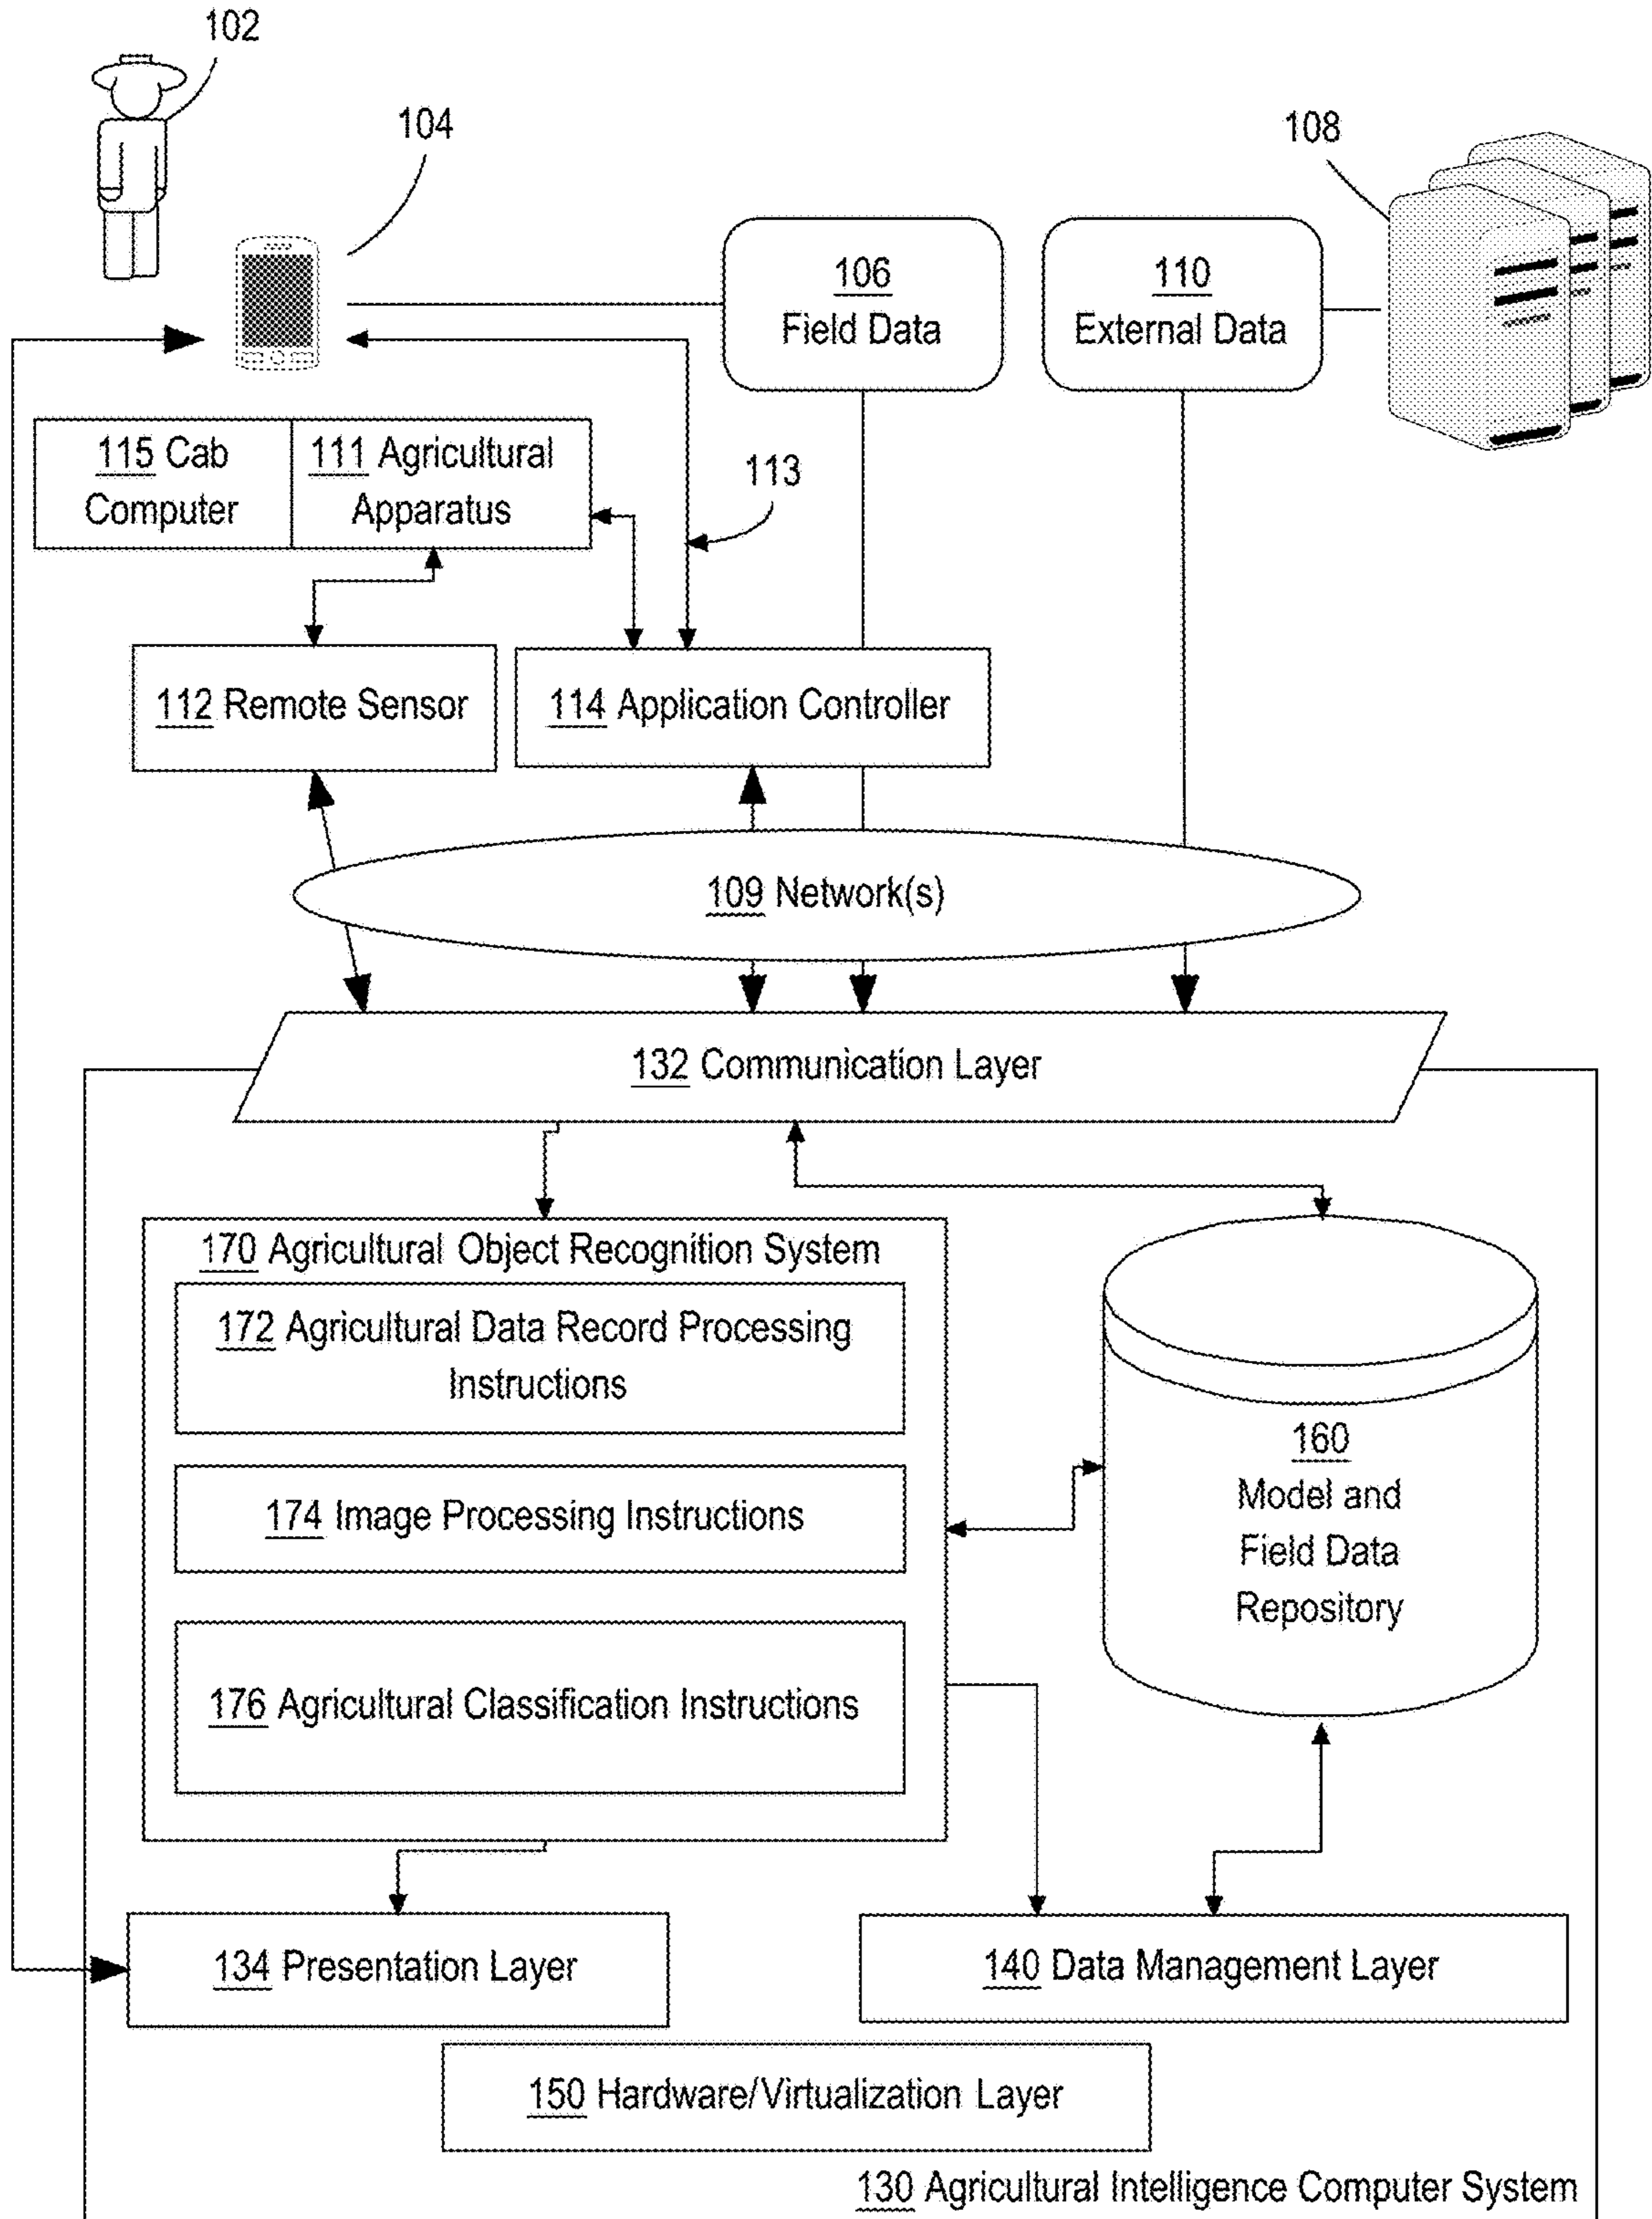 102
104
108
106
Field Data
110
External Data
115 Cab
Computer
111 Agricultural
Apparatus
113
112 Remote Sensor
114 Application Controller
109 Network(s)
132 Communication Layer
170 Agricultural Object Recognition System
172 Agricultural Data Record Processing
Instructions
174 Image Processing Instructions
176 Agricultural Classification Instructions
160
Model and
Field Data
Repository
134 Presentation Layer
140 Data Management Layer
150 Hardware/Virtualization Layer
130 Agricultural Intelligence Computer System